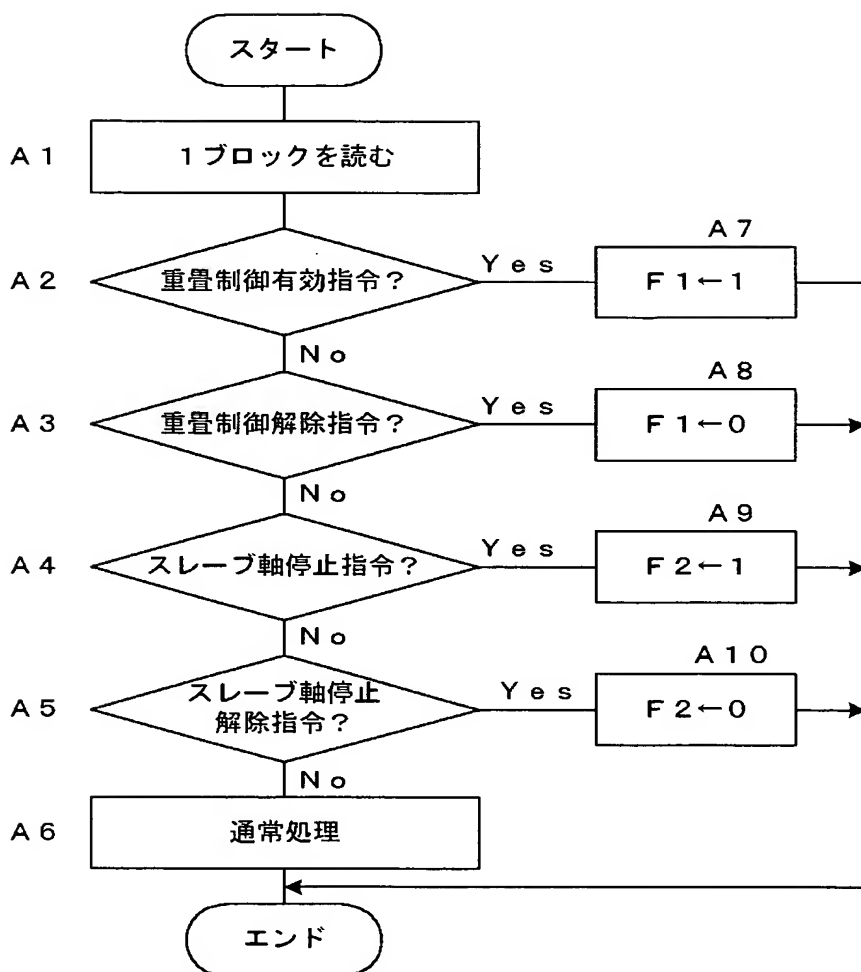 スタート
A1
1ブロックを読む
A2
重畳制御有効指令?
Yes
A7
F1←1
No
A3
重畳制御解除指令?
Yes
A8
F1←0
No
A4
スレーブ軸停止指令?
Yes
A9
F2←1
No
A5
スレーブ軸停止
解除指令?
Yes
A10
F2←0
No
A6
通常処理
エンド